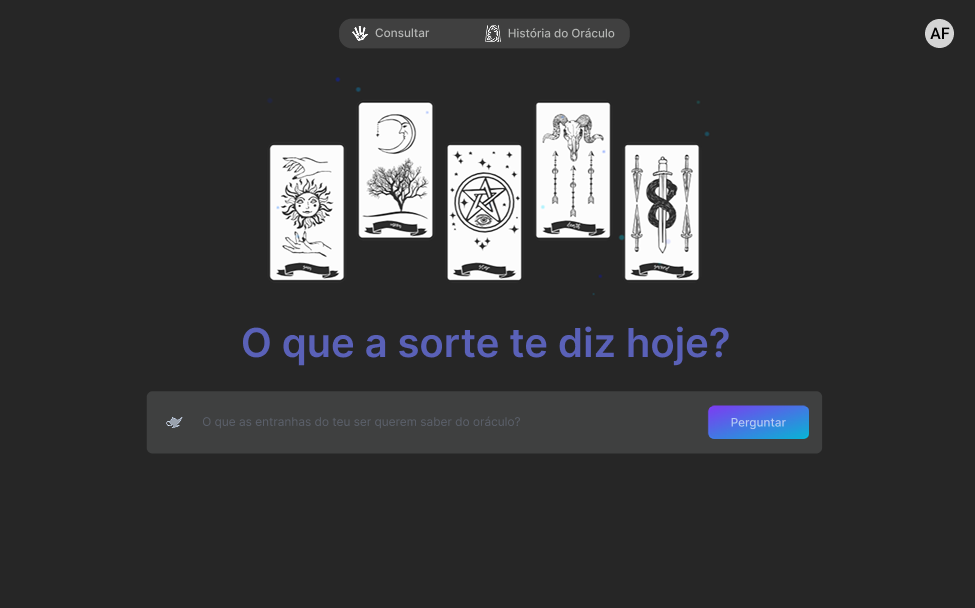 Consultar
História do Oráculo
AF
O que a sorte te diz hoje?
O que as entranhas do teu ser querem saber do oráculo?
Perguntar